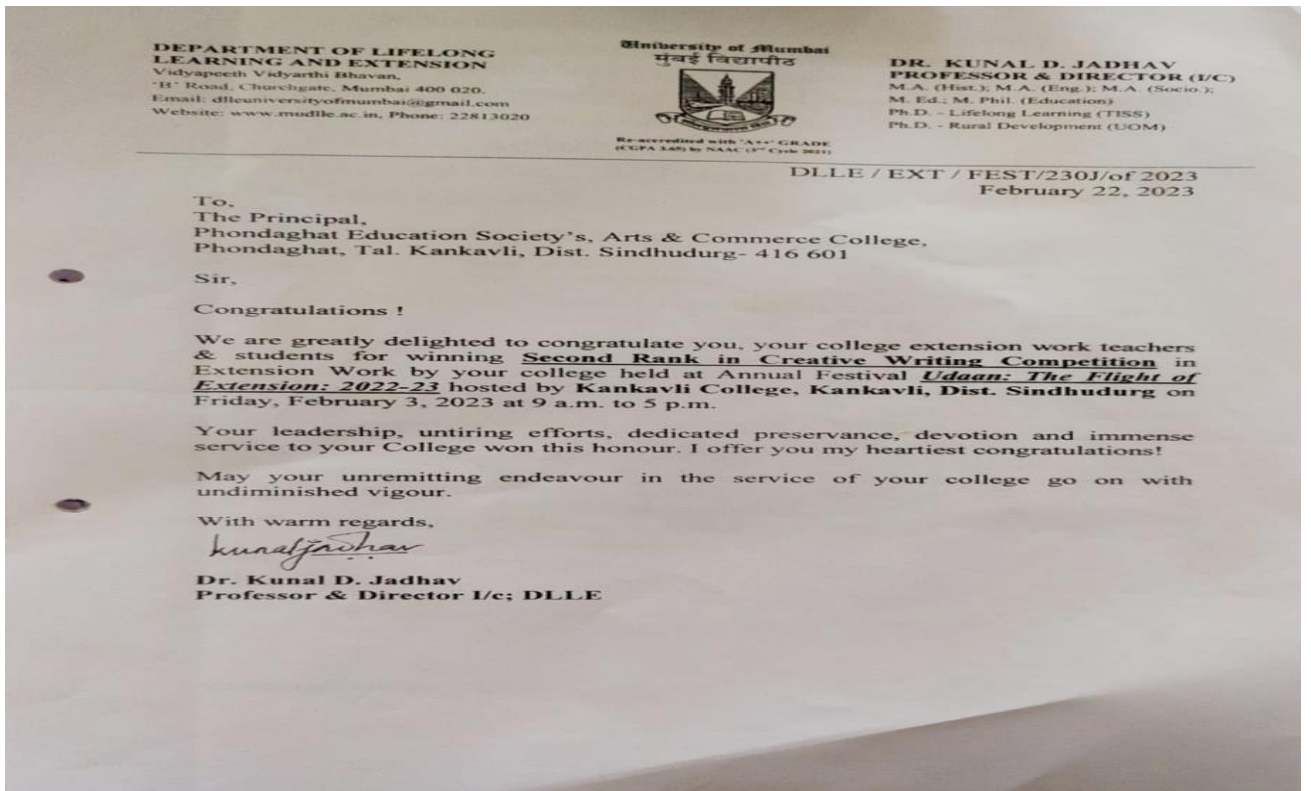 DEPARTMENT OF LIFELONG
LEARNING AND EXTENSION
Vidyapeeth Vidyarthi Bhavan,
'B' Road, Churchgate, Mumbai 400 020.
Email: dlleuniversityofmumbai@gmail.com
Website: www.mudlle.ac.in, Phone: 22813020
University of Mumbai
मुंबई विद्यापीठ
Re-accredited with 'A++' GRADE
(CGPA 3.65) by NAAC (3rd Cycle 2021)
DR. KUNAL D. JADHAV
PROFESSOR & DIRECTOR (I/C)
M.A. (Hist.); M.A. (Eng.); M.A. (Socio.);
M. Ed.; M. Phil. (Education)
Ph.D. - Lifelong Learning (TISS)
Ph.D. - Rural Development (UOM)
DLLE / EXT / FEST/230J/of 2023
February 22, 2023
To,
The Principal,
Phondaghat Education Society's, Arts & Commerce College,
Phondaghat, Tal. Kankavli, Dist. Sindhudurg- 416 601
Sir,
Congratulations !
We are greatly delighted to congratulate you, your college extension work teachers
& students for winning Second Rank in Creative Writing Competition in
Extension Work by your college held at Annual Festival Udaan: The Flight of
Extension: 2022-23 hosted by Kankavli College, Kankavli, Dist. Sindhudurg on
Friday, February 3, 2023 at 9 a.m. to 5 p.m.
Your leadership, untiring efforts, dedicated preservance, devotion and immense
service to your College won this honour. I offer you my heartiest congratulations!
May your unremitting endeavour in the service of your college go on with
undiminished vigour.
With warm regards,
kunaljadhav
Dr. Kunal D. Jadhav
Professor & Director I/c; DLLE